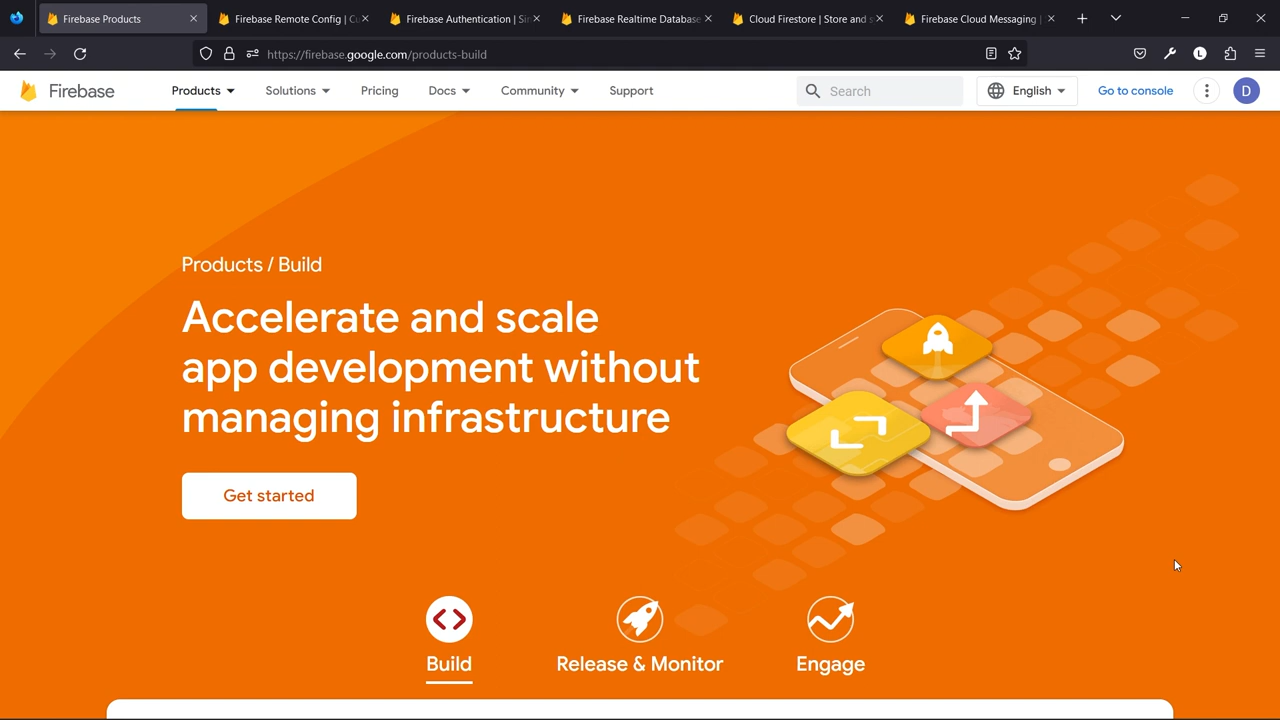 Firebase Products
Firebase Remote Config | Cu
Firebase Authentication | Sim
Firebase Realtime Database
Cloud Firestore | Store and s
Firebase Cloud Messaging |
https://firebase.google.com/products-build
L
Firebase
Products
Solutions
Pricing
Docs
Community
Support
Search
English
Go to console
D
Products / Build
Accelerate and scale
app development without
managing infrastructure
Get started
Build
Release & Monitor
Engage